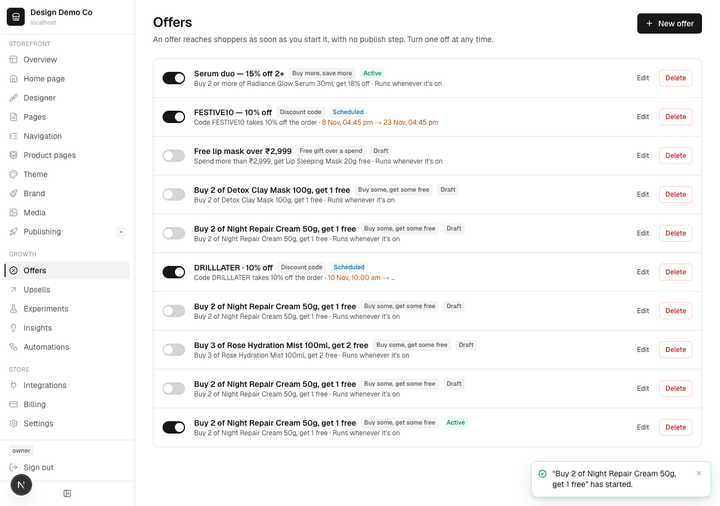 Design Demo Co
localhost
STOREFRONT
Overview
Home page
Designer
Pages
Navigation
Product pages
Theme
Brand
Media
Publishing
GROWTH
Offers
Upsells
Experiments
Insights
Automations
STORE
Integrations
Billing
Settings
owner
Sign out
N
Offers
An offer reaches shoppers as soon as you start it, with no publish step. Turn one off at any time.
+ New offer
Serum duo — 15% off 2+ Buy more, save more Active
Buy 2 or more of Radiance Glow Serum 30ml, get 18% off · Runs whenever it's on
Edit Delete
FESTIVE10 — 10% off Discount code Scheduled
Code FESTIVE10 takes 10% off the order · 8 Nov, 04:45 pm → 23 Nov, 04:45 pm
Edit Delete
Free lip mask over ₹2,999 Free gift over a spend Draft
Spend more than ₹2,999, get Lip Sleeping Mask 20g free · Runs whenever it's on
Edit Delete
Buy 2 of Detox Clay Mask 100g, get 1 free Buy some, get some free Draft
Buy 2 of Detox Clay Mask 100g, get 1 free · Runs whenever it's on
Edit Delete
Buy 2 of Night Repair Cream 50g, get 1 free Buy some, get some free Draft
Buy 2 of Night Repair Cream 50g, get 1 free · Runs whenever it's on
Edit Delete
DRILLLATER · 10% off Discount code Scheduled
Code DRILLLATER takes 10% off the order · 10 Nov, 10:00 am → …
Edit Delete
Buy 2 of Night Repair Cream 50g, get 1 free Buy some, get some free Draft
Buy 2 of Night Repair Cream 50g, get 1 free · Runs whenever it's on
Edit Delete
Buy 3 of Rose Hydration Mist 100ml, get 2 free Buy some, get some free Draft
Buy 3 of Rose Hydration Mist 100ml, get 2 free · Runs whenever it's on
Edit Delete
Buy 2 of Night Repair Cream 50g, get 1 free Buy some, get some free Draft
Buy 2 of Night Repair Cream 50g, get 1 free · Runs whenever it's on
Edit Delete
Buy 2 of Night Repair Cream 50g, get 1 free Buy some, get some free Active
Buy 2 of Night Repair Cream 50g, get 1 free · Runs whenever it's on
Edit Delete
"Buy 2 of Night Repair Cream 50g,
get 1 free" has started.